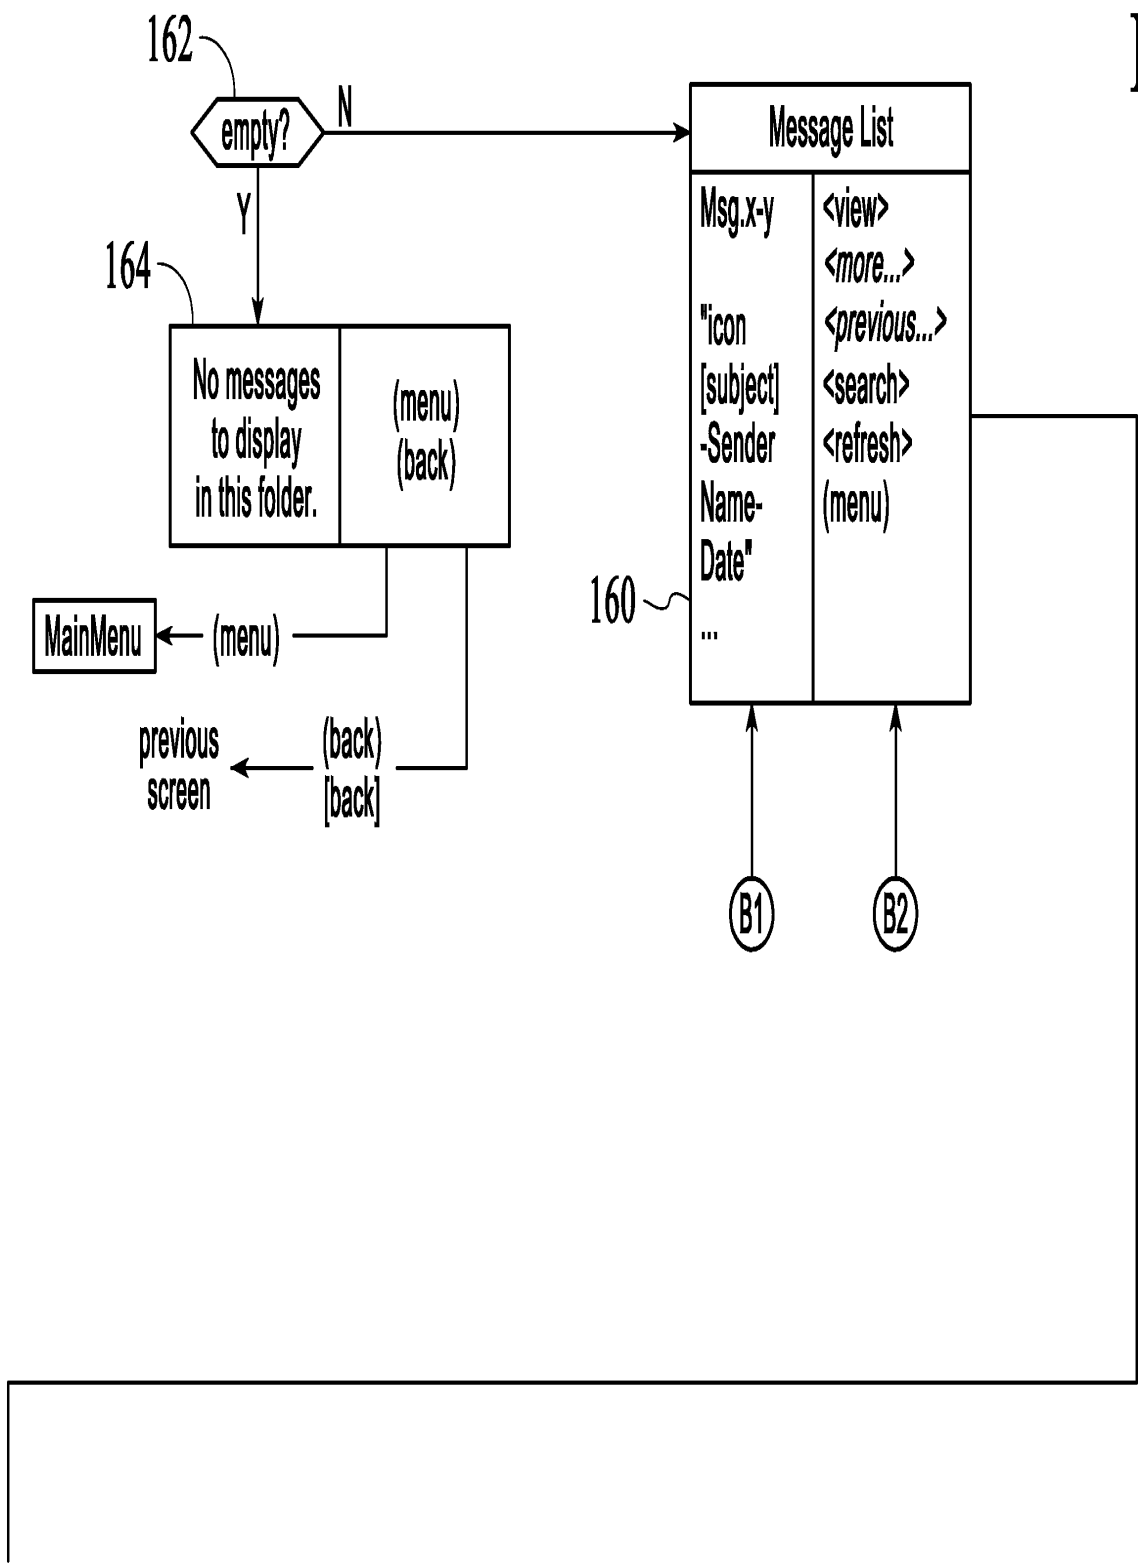 162
empty?
N
Y
164
No messages
to display
in this folder.
(menu)
(back)
MainMenu
(menu)
previous
screen
(back)
[back]
Message List
Msg.x-y
"icon
[subject]
-Sender
Name-
Date"
...
<view>
<more...>
<previous...>
<search>
<refresh>
(menu)
160
B1
B2